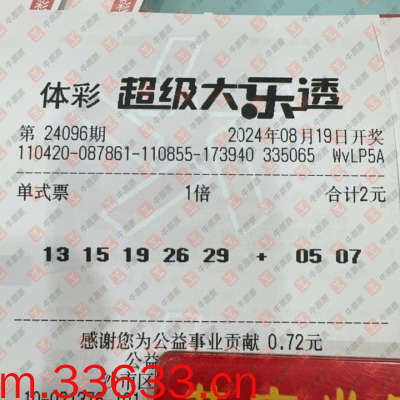 体彩 超级大乐透
第 24096期 2024年08月19日开奖
110420-087861-110855-173940 335065 WvLP5A
单式票 1倍 合计2元
13 15 19 26 29 + 05 07
感谢您为公益事业贡献 0.72元
公益
m.33633.cn